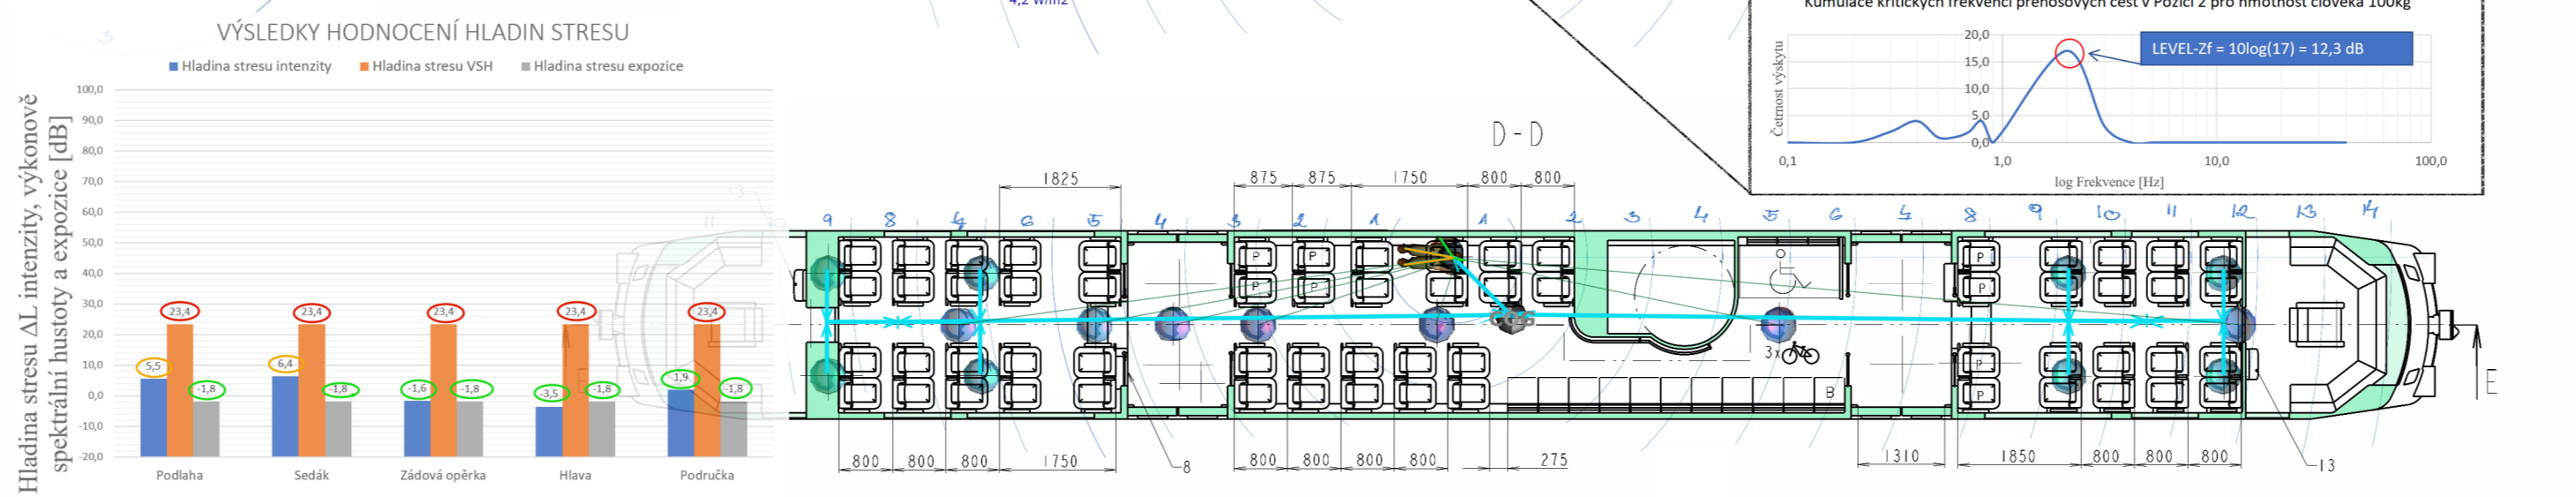 4,2 W/m2
Kumulace kritických frekvencí přenosových cest v Pozici 2 pro hmotnost člověka 100kg
VÝSLEDKY HODNOCENÍ HLADIN STRESU
Hladina stresu intenzity
Hladina stresu VSH
Hladina stresu expozice
Hladina stresu ΔL intenzity, výkonově
spektrální hustoty a expozice [dB]
100,0
90,0
80,0
70,0
60,0
50,0
40,0
30,0
20,0
10,0
0,0
-10,0
-20,0
5,5
23,4
-1,8
6,4
23,4
-1,8
-1,6
23,4
-1,8
-3,5
23,4
-1,8
-1,9
23,4
-1,8
Podlaha
Sedák
Zádová opěrka
Hlava
Područka
Četrnost výskytu
20,0
15,0
10,0
5,0
0,0
LEVEL-Zf = 10log(17) = 12,3 dB
0,1
1,0
10,0
100,0
log Frekvence [Hz]
D - D
1825
875
875
1750
800
800
13
11
10
9
8
6
5
4
3
2
1
1
2
3
4
5
6
8
9
10
11
12
13
14
P
P
P
P
P
P
P
P
3x
B
E
800
800
800
1750
8
800
800
800
800
275
1310
1850
800
800
800
13